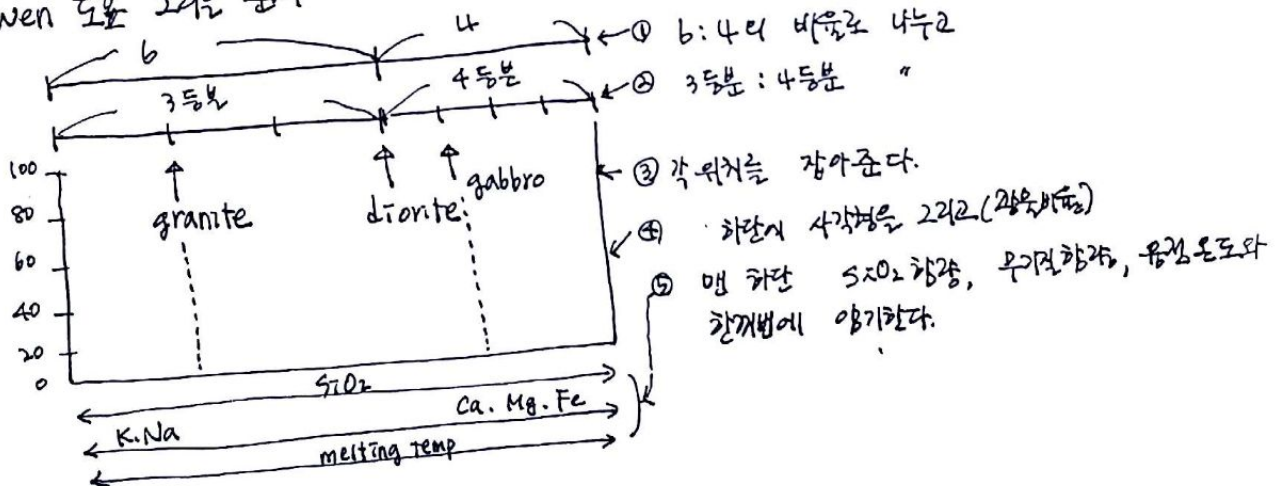 wen 도표 그리는 순서
6 4 ← ① 6:4의 비율로 나누고
3등분 4등분 ← ② 3등분 : 4등분 〃
100
80
60
40
20
0
granite
diorite
gabbro
③ 각 위치를 잡아준다.
④ 하단에 사각형을 그리고 (광물비율)
⑤ 맨 하단 SiO2 함량, 무기질함량, 용점온도와
한꺼번에 암기한다.
SiO2
K.Na Ca. Mg. Fe
melting temp